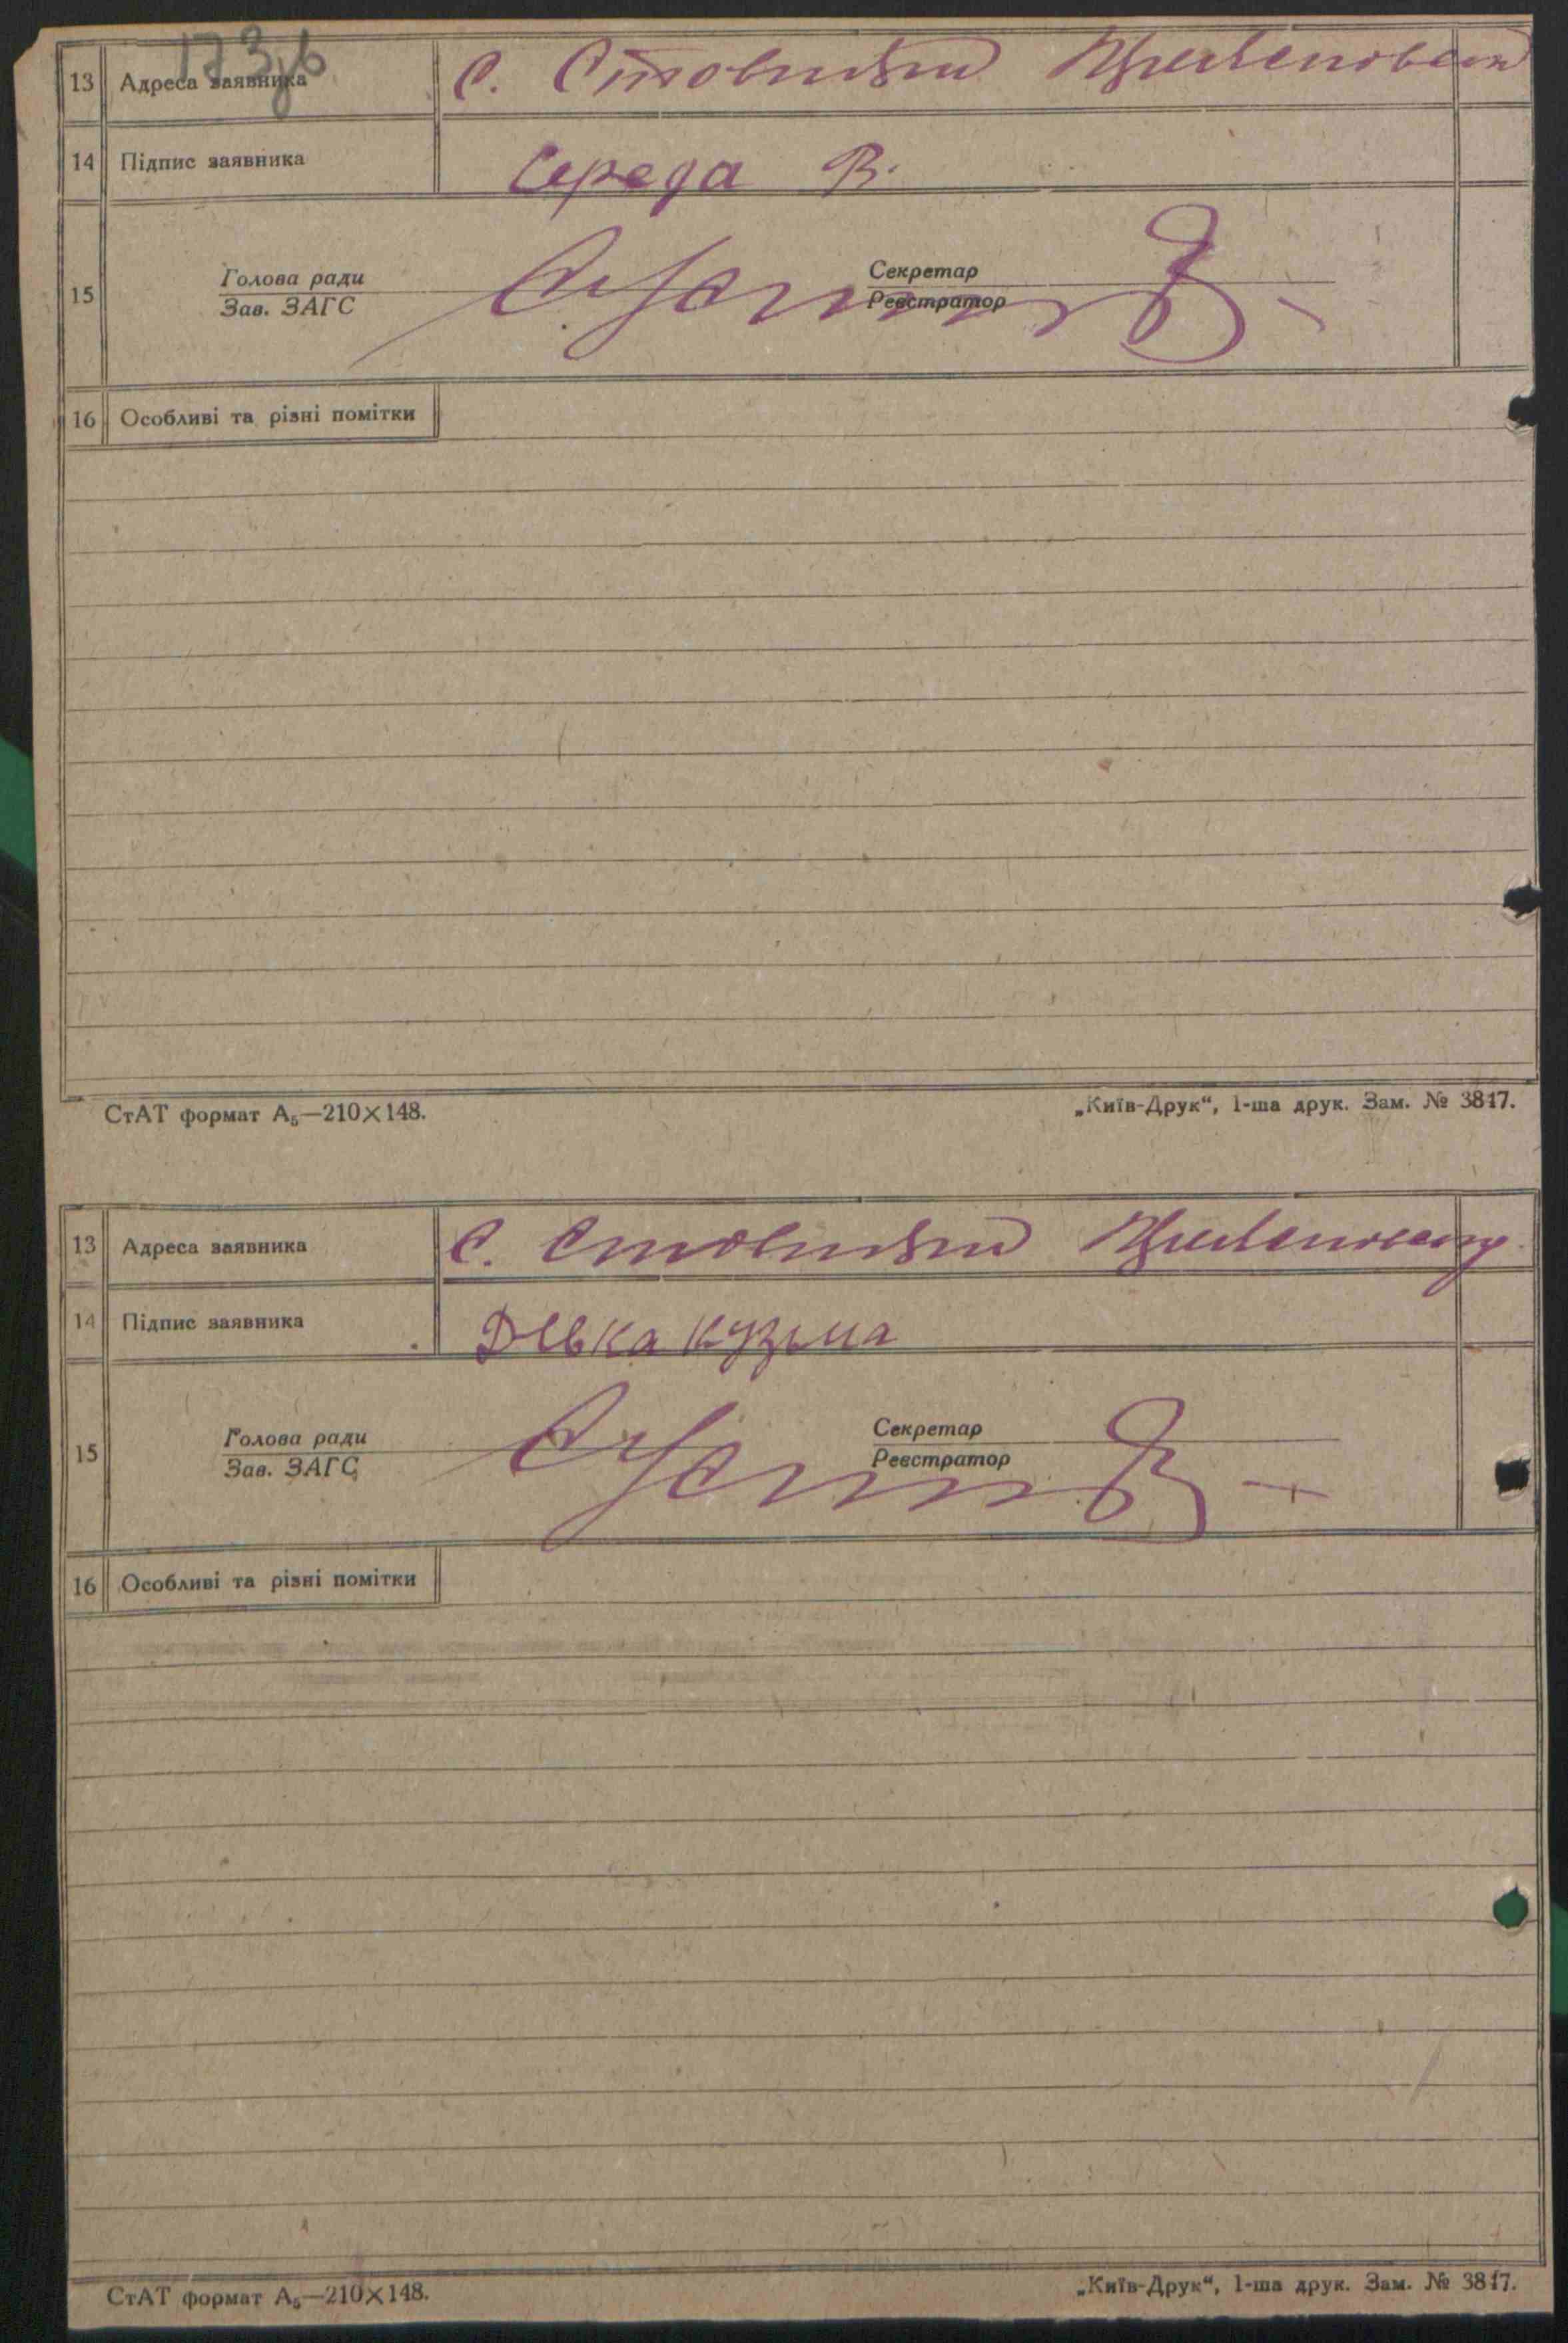 173зв
13 Адреса заявника С.
14 Підпис заявника Середа В.
Голова ради Секретар
15
Зав. ЗАГС Реєстратор
16 Особливі та різні помітки
СтАТ формат А₅—210×148. „Київ-Друк“, 1-ша друк. Зам. № 3817.
13 Адреса заявника С.
14 Підпис заявника Девка кузьма
Голова ради Секретар
15
Зав. ЗАГС Реєстратор
16 Особливі та різні помітки
СтАТ формат А₅—210×148. „Київ-Друк“, 1-ша друк. Зам. № 3817.